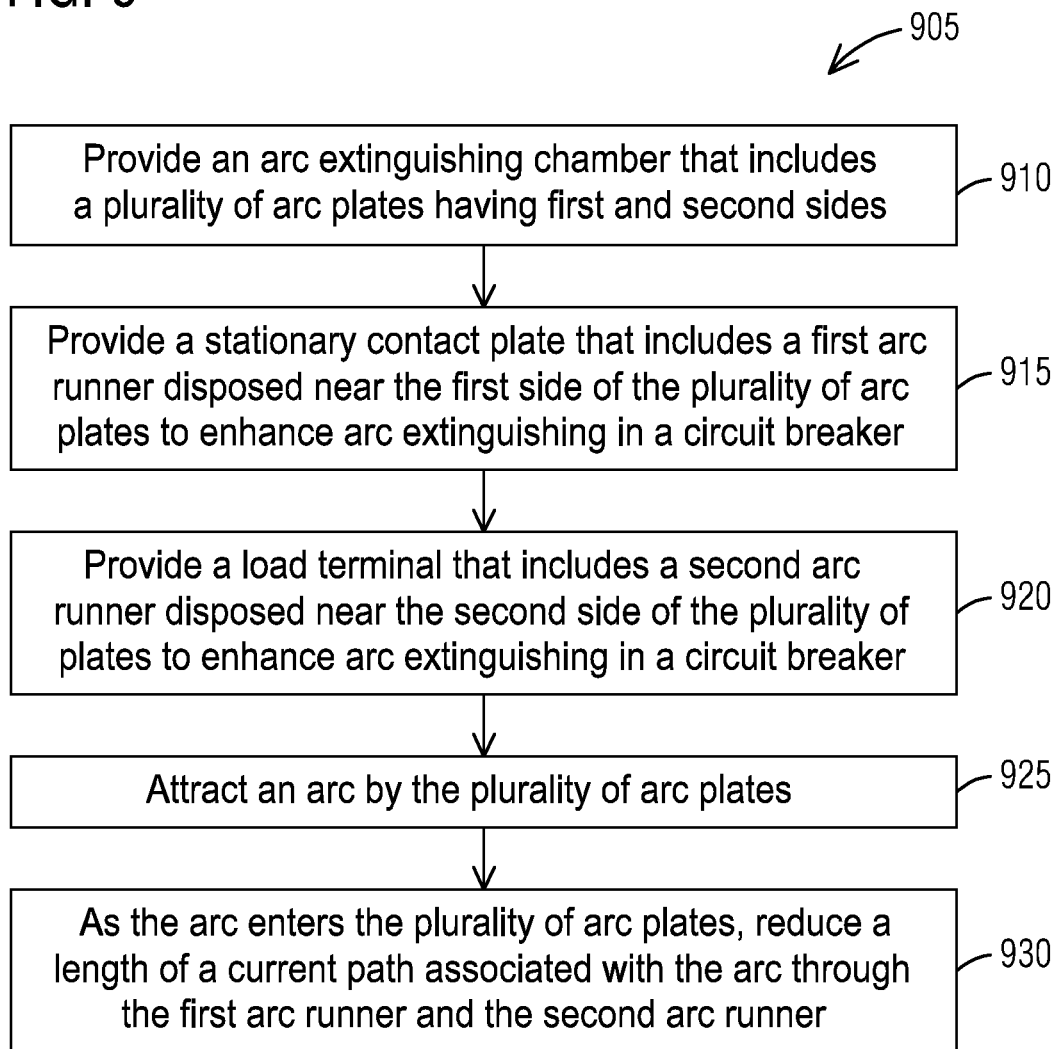 905
Provide an arc extinguishing chamber that includes
a plurality of arc plates having first and second sides
910
Provide a stationary contact plate that includes a first arc
runner disposed near the first side of the plurality of arc
plates to enhance arc extinguishing in a circuit breaker
915
Provide a load terminal that includes a second arc
runner disposed near the second side of the plurality of
plates to enhance arc extinguishing in a circuit breaker
920
Attract an arc by the plurality of arc plates
925
As the arc enters the plurality of arc plates, reduce a
length of a current path associated with the arc through
the first arc runner and the second arc runner
930